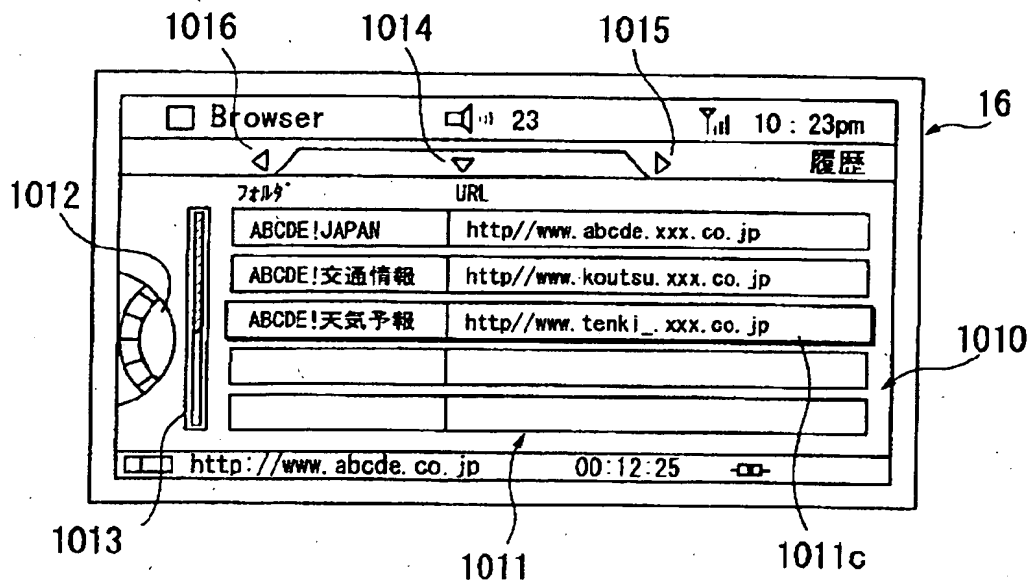 1016 1014 1015
□ Browser 23 10 : 23pm
16
◁ ▽ ▷ 履歴
1012
フォルダ URL
ABCDE!JAPAN http//www.abcde.xxx.co.jp
ABCDE!交通情報 http//www.koutsu.xxx.co.jp
ABCDE!天気予報 http//www.tenki_.xxx.co.jp
1010
http://www.abcde.co.jp 00:12:25
1013 1011 1011c